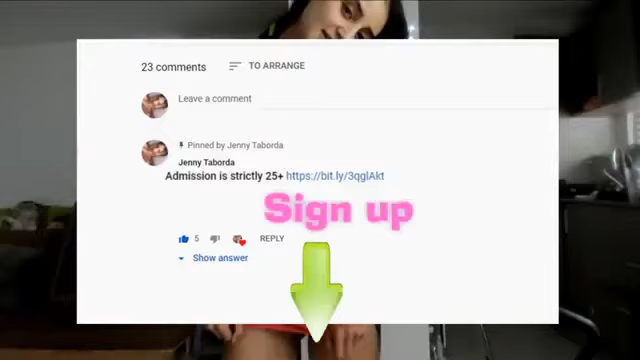 23 comments TO ARRANGE
Leave a comment
Pinned by Jenny Taborda
Jenny Taborda
Admission is strictly 25+ https://bit.ly/3qglAkt
Sign up
5 REPLY
Show answer